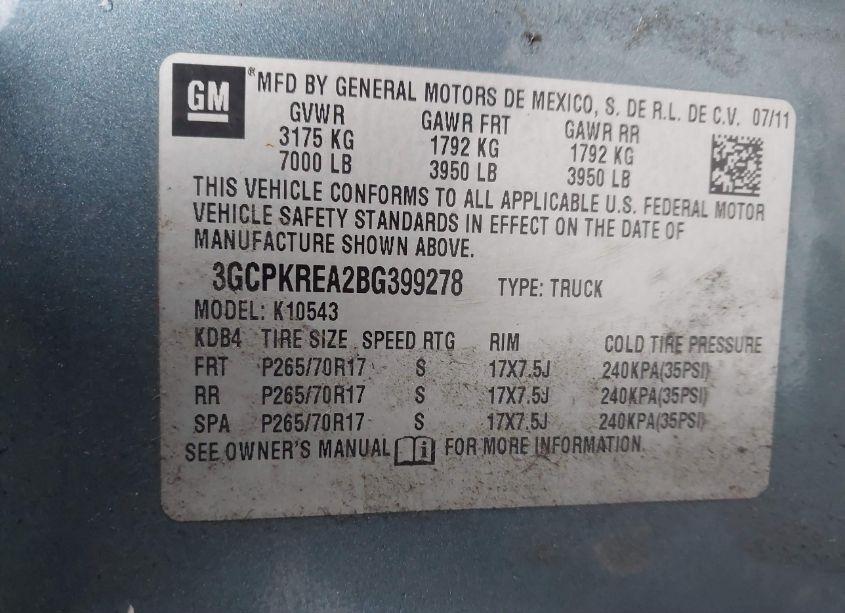 GM
®MFD BY GENERAL MOTORS DE MEXICO, S. DE R.L. DE C.V. 07/11
GVWR GAWR FRT GAWR RR
3175 KG 1792 KG 1792 KG
7000 LB 3950 LB 3950 LB
THIS VEHICLE CONFORMS TO ALL APPLICABLE U.S. FEDERAL MOTOR
VEHICLE SAFETY STANDARDS IN EFFECT ON THE DATE OF
MANUFACTURE SHOWN ABOVE.
3GCPKREA2BG399278 TYPE: TRUCK
MODEL: K10543
KDB4 TIRE SIZE SPEED RTG RIM COLD TIRE PRESSURE
FRT P265/70R17 S 17X7.5J 240KPA(35PSI)
RR P265/70R17 S 17X7.5J 240KPA(35PSI)
SPA P265/70R17 S 17X7.5J 240KPA(35PSI)
SEE OWNER'S MANUAL FOR MORE INFORMATION.